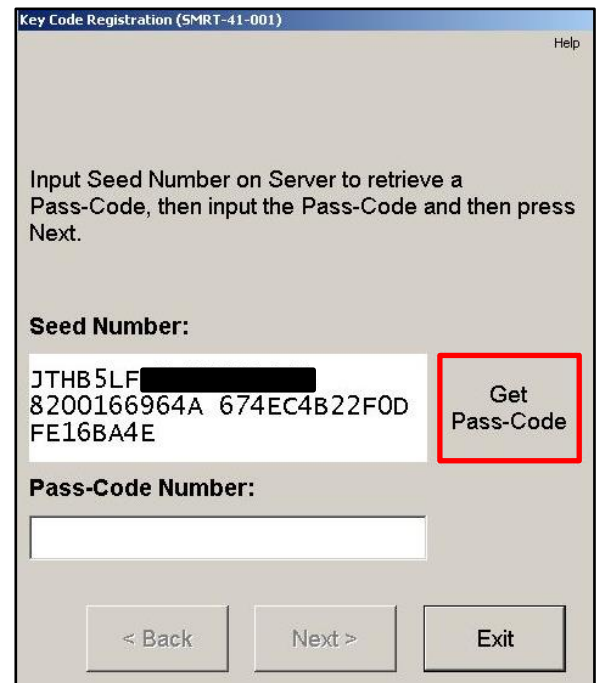 Key Code Registration (SMRT-41-001)
Help
Input Seed Number on Server to retrieve a
Pass-Code, then input the Pass-Code and then press
Next.
Seed Number:
JTHB5LF
8200166964A 674EC4B22F0D
FE16BA4E
Get
Pass-Code
Pass-Code Number:
< Back
Next >
Exit